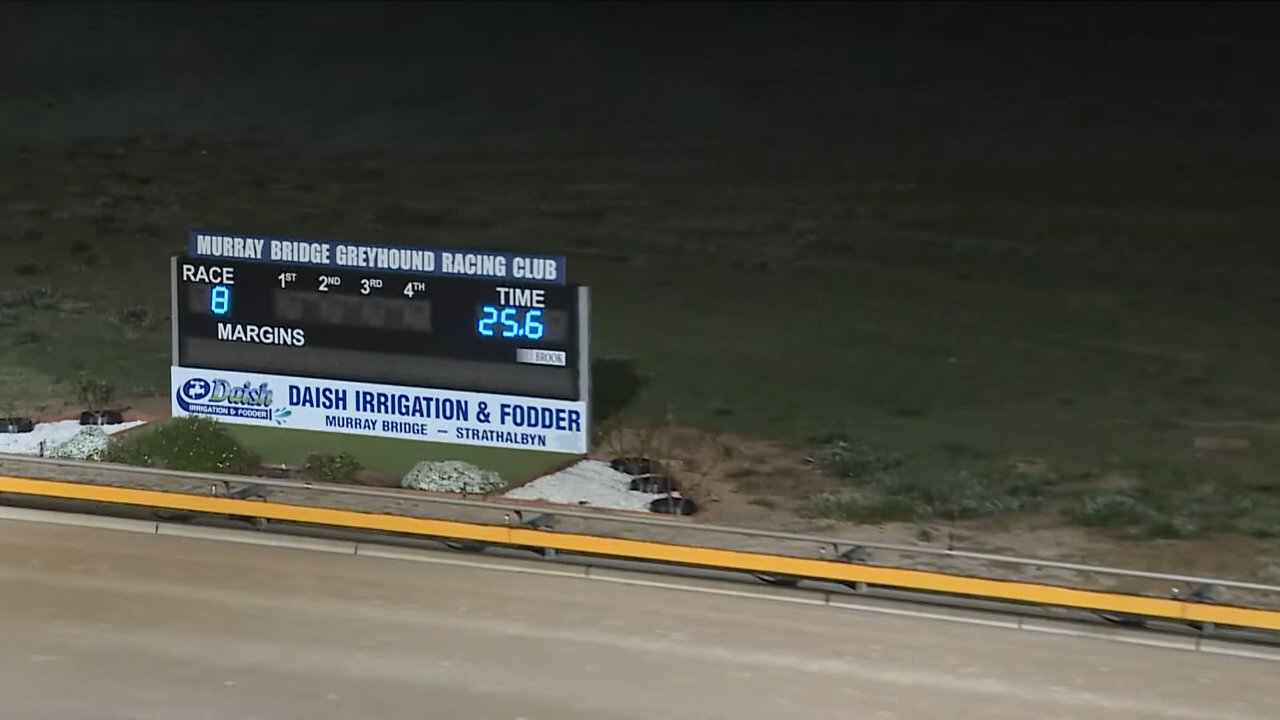 MURRAY BRIDGE GREYHOUND RACING CLUB
RACE 1ST 2ND 3RD 4TH TIME
8 25.6
MARGINS
BROOK
Daish
IRRIGATION & FODDER
DAISH IRRIGATION & FODDER
MURRAY BRIDGE – STRATHALBYN